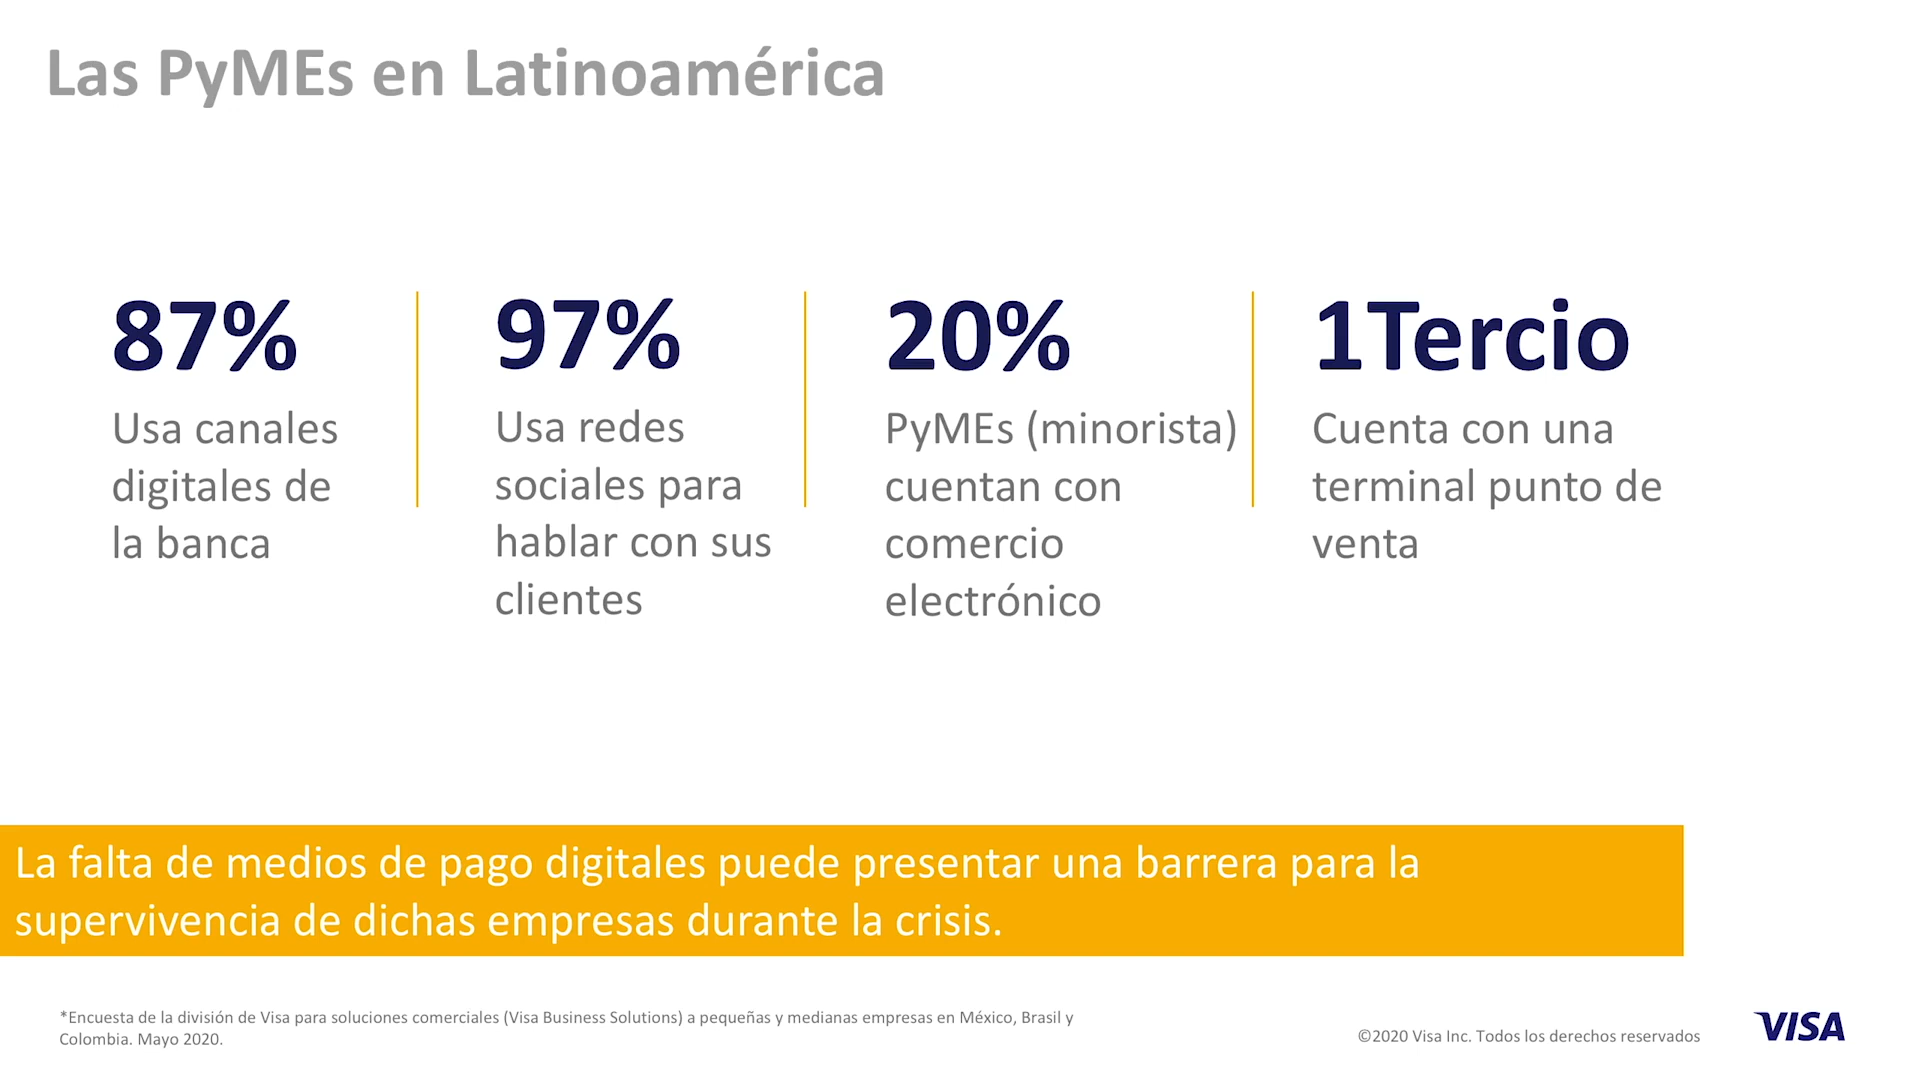 Las PyMEs en Latinoamérica
87%
Usa canales
digitales de
la banca
97%
Usa redes
sociales para
hablar con sus
clientes
20%
PyMEs (minorista)
cuentan con
comercio
electrónico
1Tercio
Cuenta con una
terminal punto de
venta
La falta de medios de pago digitales puede presentar una barrera para la
supervivencia de dichas empresas durante la crisis.
*Encuesta de la división de Visa para soluciones comerciales (Visa Business Solutions) a pequeñas y medianas empresas en México, Brasil y
Colombia. Mayo 2020.
©2020 Visa Inc. Todos los derechos reservados
VISA